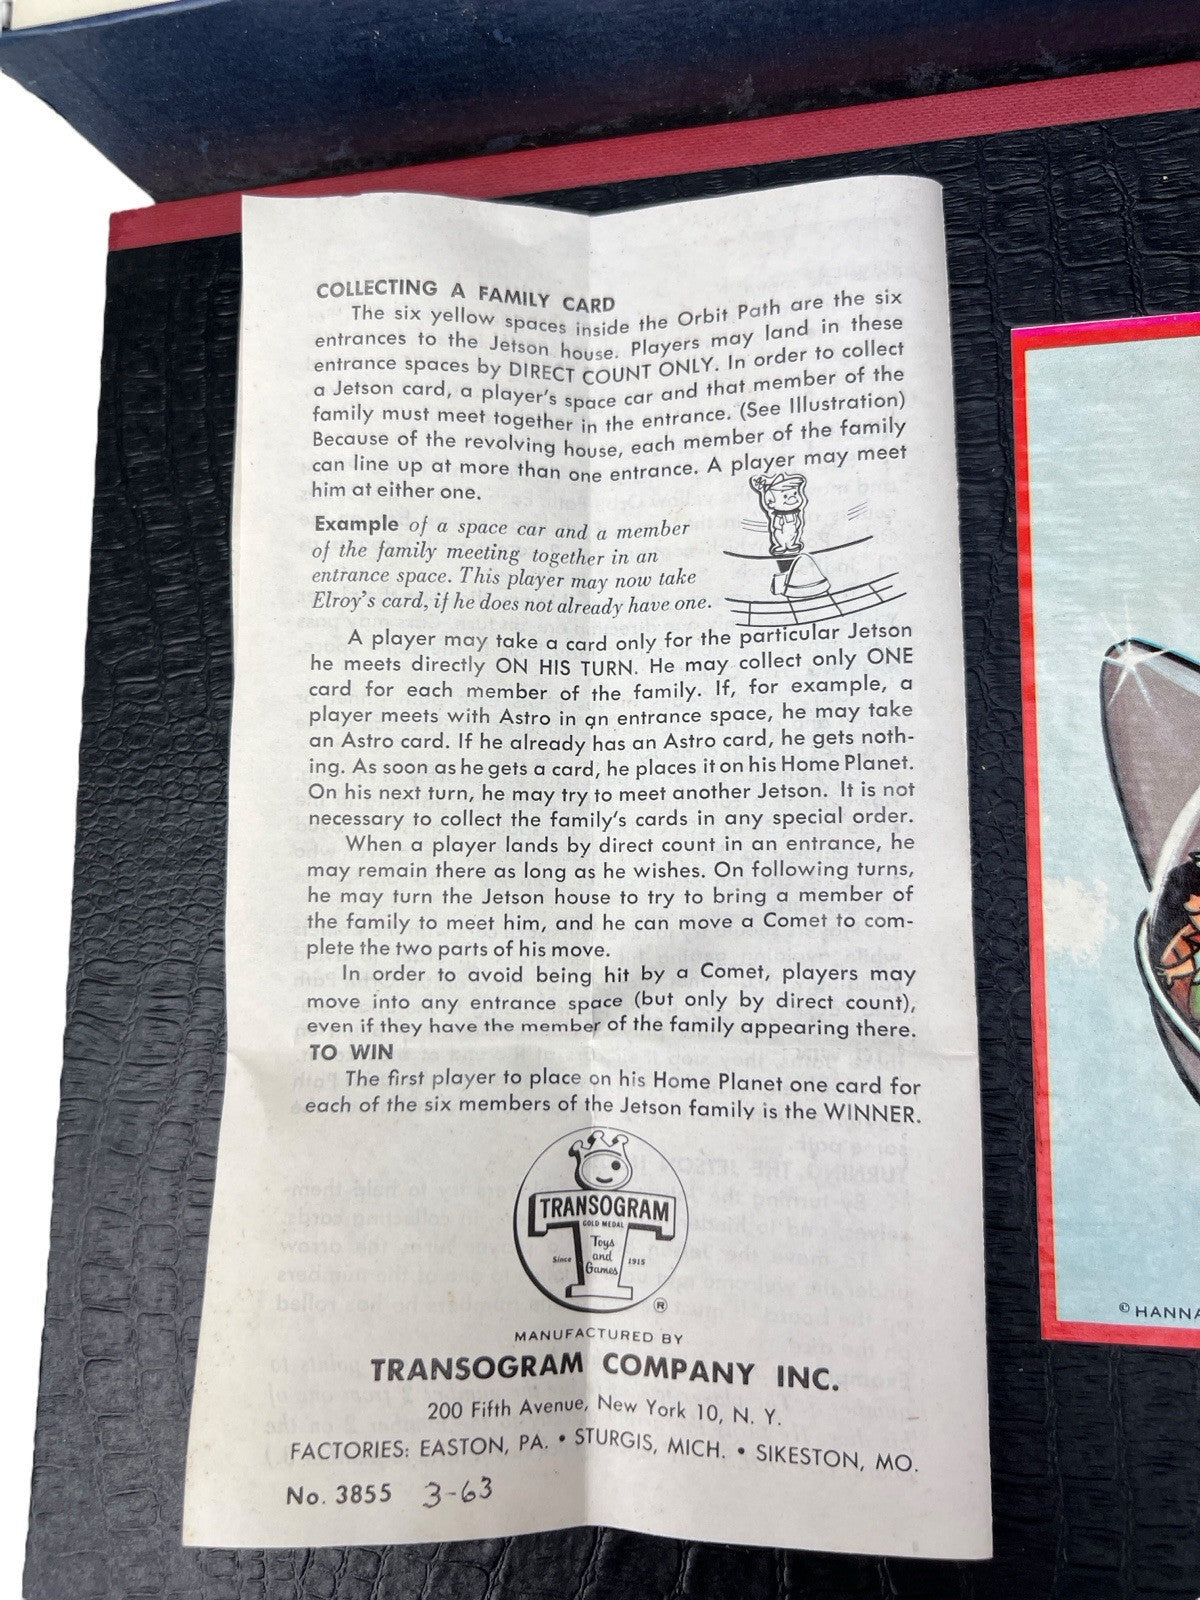 COLLECTING A FAMILY CARD
The six yellow spaces inside the Orbit Path are the six
entrances to the Jetson house. Players may land in these
entrance spaces by DIRECT COUNT ONLY. In order to collect
a Jetson card, a player's space car and that member of the
family must meet together in the entrance. (See Illustration)
Because of the revolving house, each member of the family
can line up at more than one entrance. A player may meet
him at either one.
Example of a space car and a member
of the family meeting together in an
entrance space. This player may now take
Elroy's card, if he does not already have one.
A player may take a card only for the particular Jetson
he meets directly ON HIS TURN. He may collect only ONE
card for each member of the family. If, for example, a
player meets with Astro in an entrance space, he may take
an Astro card. If he already has an Astro card, he gets noth-
ing. As soon as he gets a card, he places it on his Home Planet.
On his next turn, he may try to meet another Jetson. It is not
necessary to collect the family's cards in any special order.
When a player lands by direct count in an entrance, he
may remain there as long as he wishes. On following turns,
he may turn the Jetson house to try to bring a member of
the family to meet him, and he can move a Comet to com-
plete the two parts of his move.
In order to avoid being hit by a Comet, players may
move into any entrance space (but only by direct count),
even if they have the member of the family appearing there.
TO WIN
The first player to place on his Home Planet one card for
each of the six members of the Jetson family is the WINNER.
TRANSOGRAM
GOLD MEDAL
Toys
and
Games
Since 1915
®
MANUFACTURED BY
TRANSOGRAM COMPANY INC.
200 Fifth Avenue, New York 10, N. Y.
FACTORIES: EASTON, PA. • STURGIS, MICH. • SIKESTON, MO.
No. 3855 3-63
© HANNA